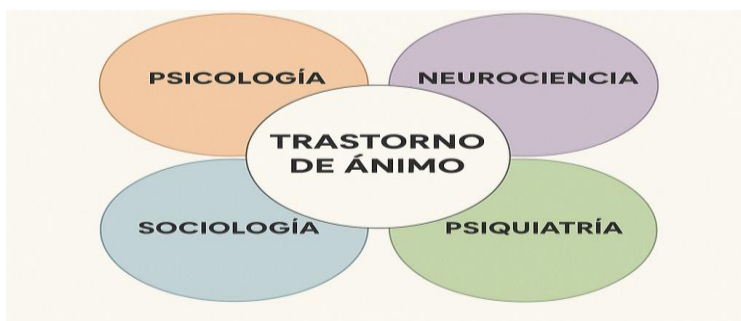 PSICOLOGÍA
NEUROCIENCIA
TRASTORNO
DE ÁNIMO
SOCIOLOGÍA
PSIQUIATRÍA